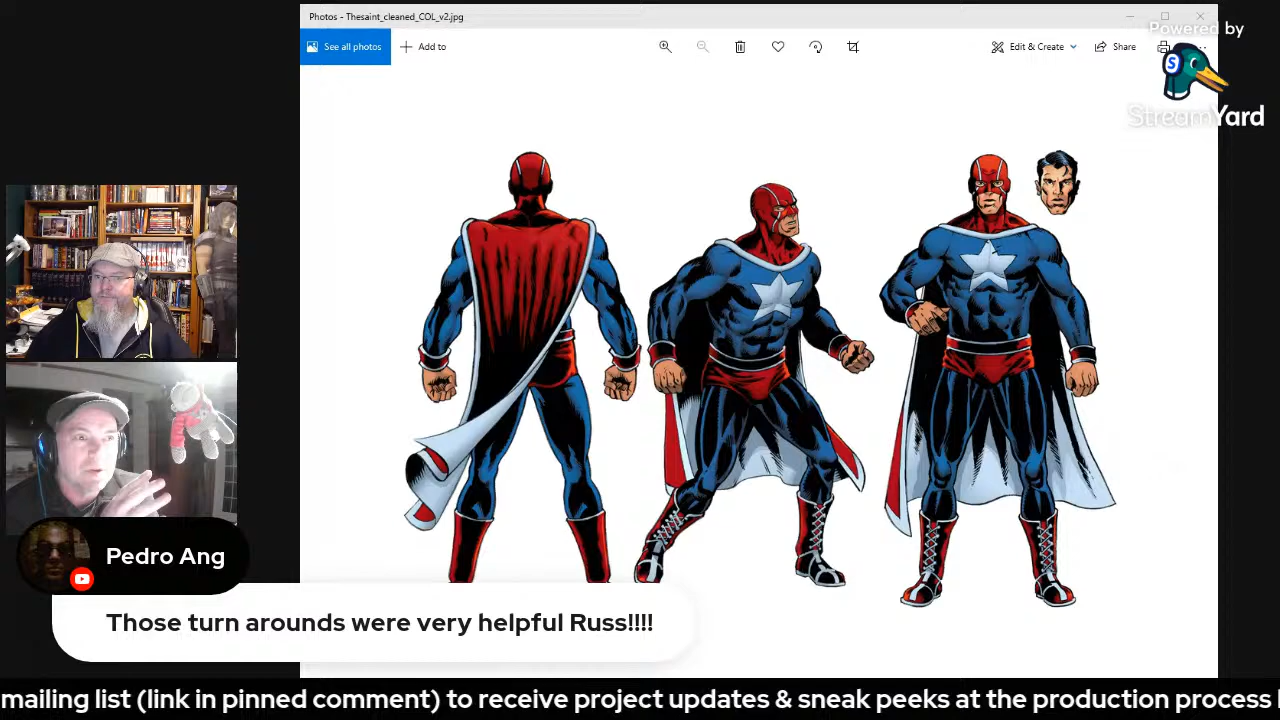 Photos - Thesaint_cleaned_COL_v2.jpg
See all photos
Add to
Edit & Create
Share
Powered by
S
StreamYard
Pedro Ang
Those turn arounds were very helpful Russ!!!!
mailing list (link in pinned comment) to receive project updates & sneak peeks at the production process